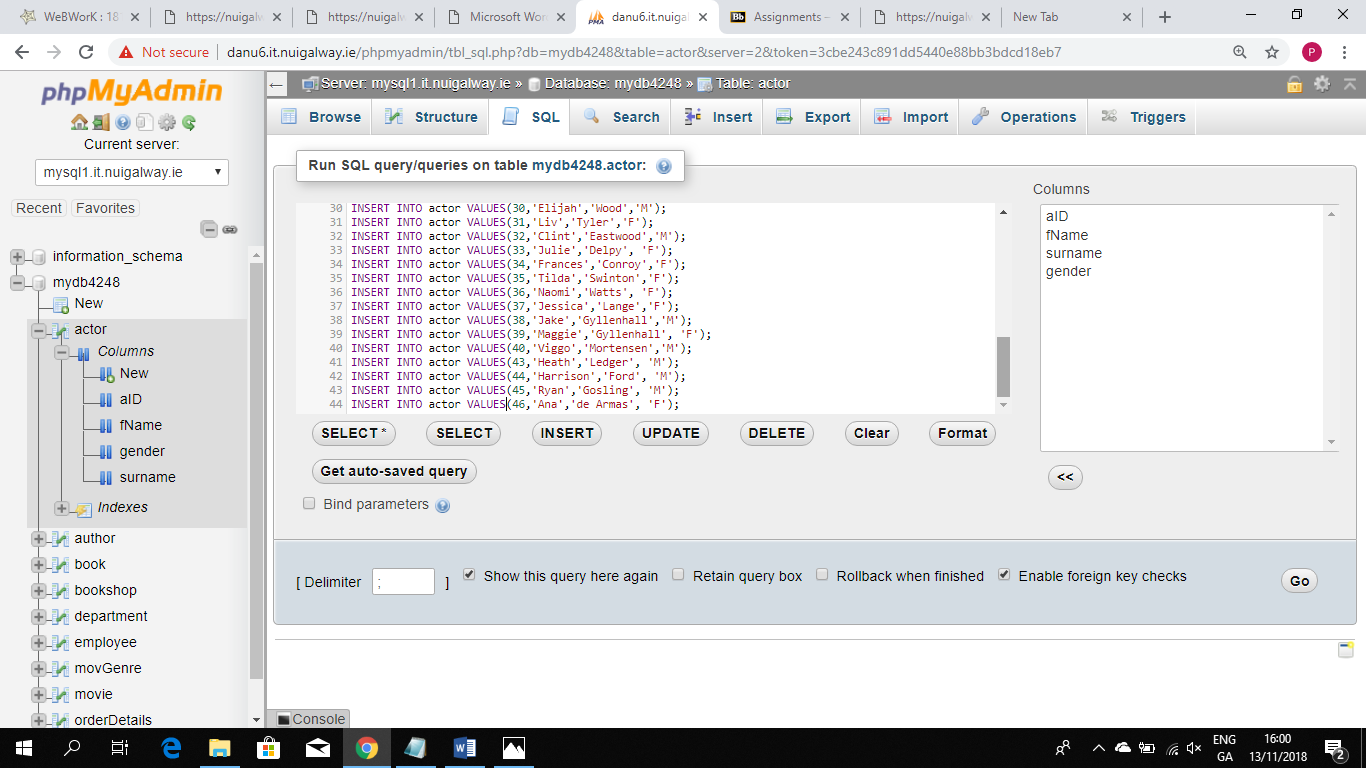 WeBWorK : 18
https://nuigalw
https://nuigalw
Microsoft Wor
danu6.it.nuigal
Assignments –
https://nuigalw
New Tab
Not secure
danu6.it.nuigalway.ie/phpmyadmin/tbl_sql.php?db=mydb4248&table=actor&server=2&token=3cbe243c891dd5440e88bb3bdcd18eb7
P
phpMyAdmin
Current server:
mysql1.it.nuigalway.ie
Recent Favorites
information_schema
mydb4248
New
actor
Columns
New
aID
fName
gender
surname
Indexes
author
book
bookshop
department
employee
movGenre
movie
orderDetails
Server: mysql1.it.nuigalway.ie » Database: mydb4248 » Table: actor
Browse Structure SQL Search Insert Export Import Operations Triggers
Run SQL query/queries on table mydb4248.actor:
30 INSERT INTO actor VALUES(30,'Elijah','Wood','M');
31 INSERT INTO actor VALUES(31,'Liv','Tyler','F');
32 INSERT INTO actor VALUES(32,'Clint','Eastwood','M');
33 INSERT INTO actor VALUES(33,'Julie','Delpy', 'F');
34 INSERT INTO actor VALUES(34,'Frances','Conroy','F');
35 INSERT INTO actor VALUES(35,'Tilda','Swinton','F');
36 INSERT INTO actor VALUES(36,'Naomi','Watts', 'F');
37 INSERT INTO actor VALUES(37,'Jessica','Lange','F');
38 INSERT INTO actor VALUES(38,'Jake','Gyllenhall','M');
39 INSERT INTO actor VALUES(39,'Maggie','Gyllenhall', 'F');
40 INSERT INTO actor VALUES(40,'Viggo','Mortensen','M');
41 INSERT INTO actor VALUES(43,'Heath','Ledger', 'M');
42 INSERT INTO actor VALUES(44,'Harrison','Ford', 'M');
43 INSERT INTO actor VALUES(45,'Ryan','Gosling', 'M');
44 INSERT INTO actor VALUES(46,'Ana','de Armas', 'F');
SELECT * SELECT INSERT UPDATE DELETE Clear Format
Get auto-saved query
Bind parameters
Columns
aID
fName
surname
gender
<<
[ Delimiter ; ] Show this query here again Retain query box Rollback when finished Enable foreign key checks Go
Console
ENG
GA
16:00
13/11/2018
2